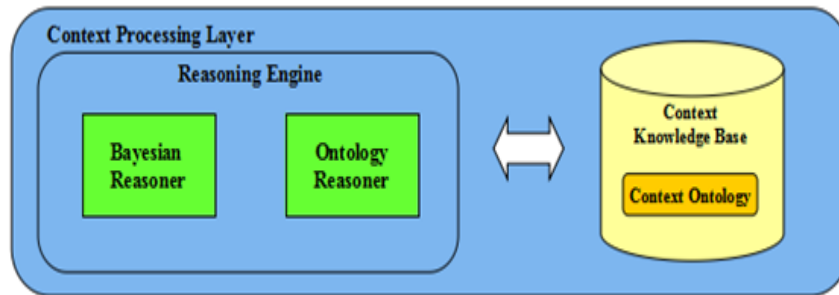 Context Processing Layer
Reasoning Engine
Bayesian
Reasoner
Ontology
Reasoner
Context
Knowledge Base
Context Ontology